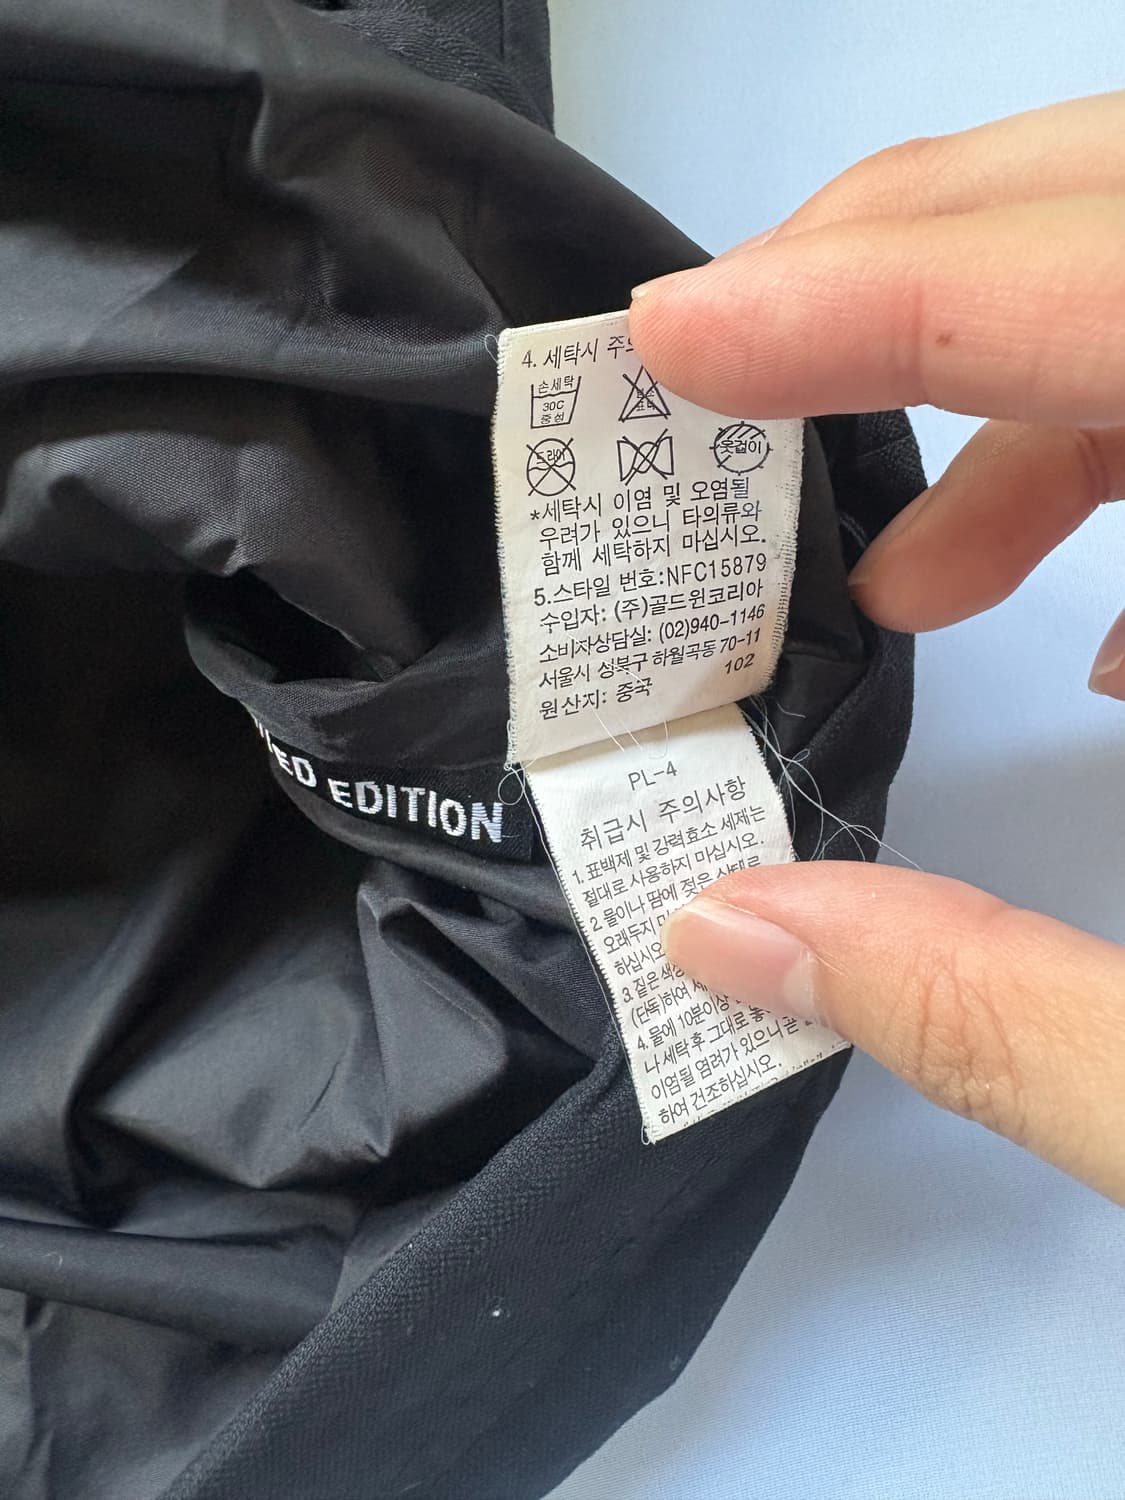 4. 세탁시
손세탁
30C
중성
드라이
옷걸이
*세탁시 이염 및 오염될
우려가 있으니 타의류와
함께 세탁하지 마십시오.
5.스타일 번호:NFC15879
수입자: (주)골드윈코리아
소비자상담실: (02)940-1146
서울시 성북구 하월곡동 70-11
102
원산지: 중국
EDITION
PL-4
취급시 주의사항
1. 표백제 및 강력효소 세제는
절대로 사용하지 마십시오.
2 물이나 땀에 젖은 상태로
오래두지
하십시오
3. 짙은
(단독)하여
4. 물에 10분이상
나 세탁후 그대로
이염될 염려가 있으니 곧
하여 건조하십시오.